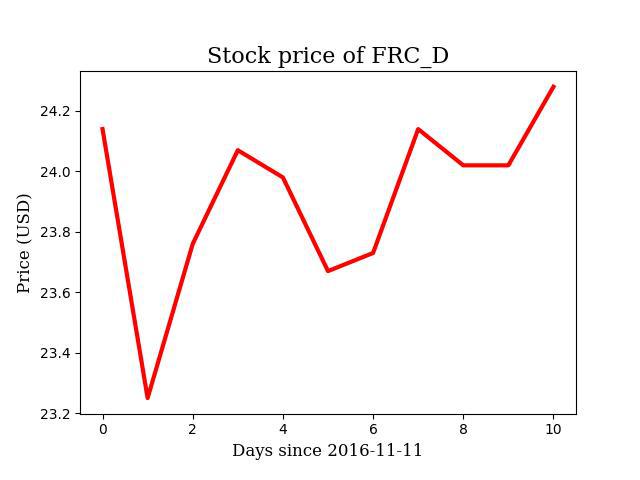 Stock price of FRC_D
24.2
24.0
23.8
23.6
23.4
23.2
Price (USD)
0 2 4 6 8 10
Days since 2016-11-11